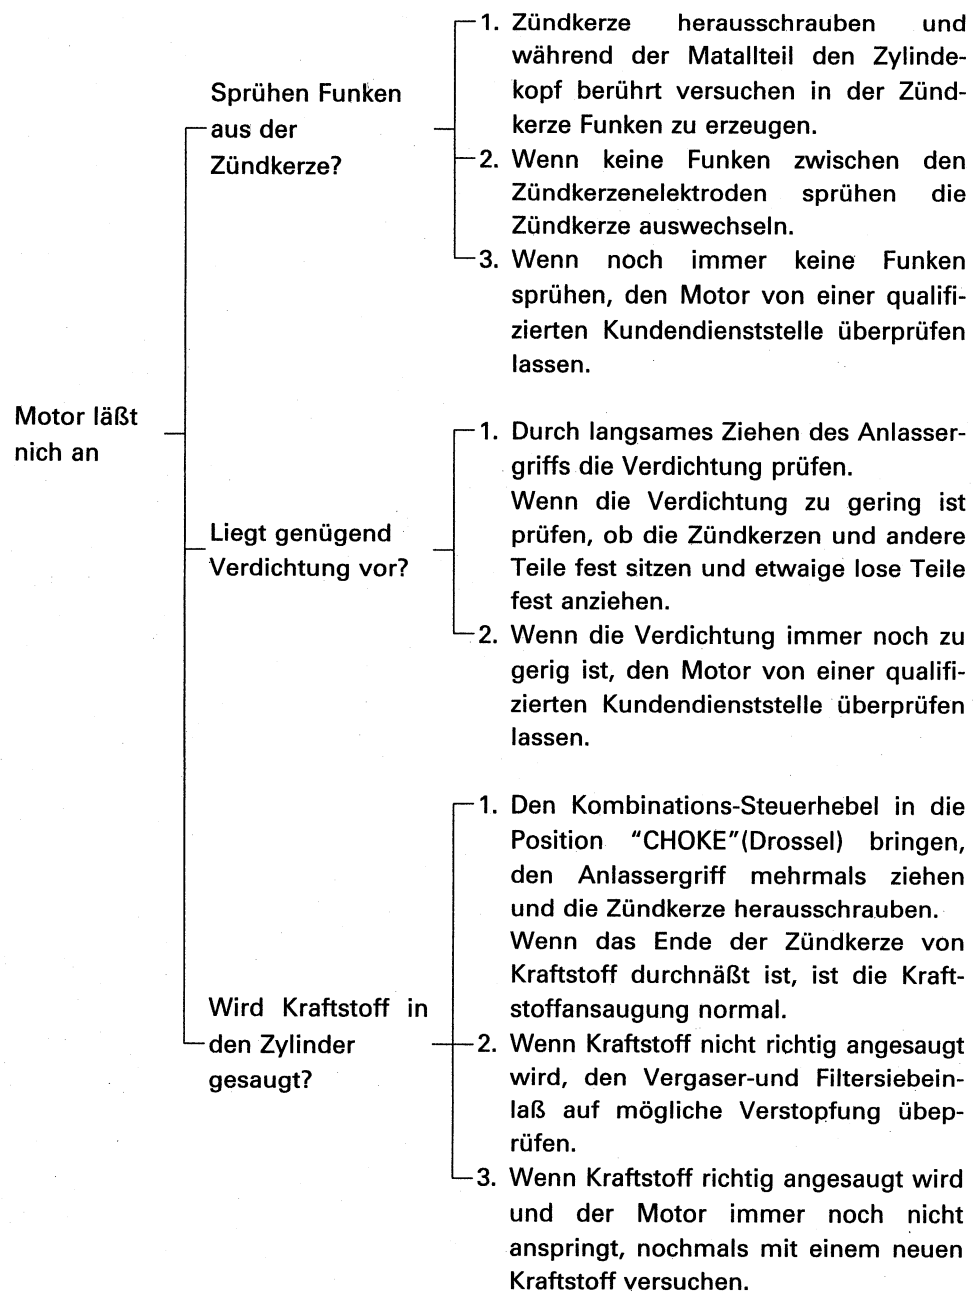 Motor läßt
nich an
Sprühen Funken
aus der
Zündkerze?
1. Zündkerze herausschrauben und
während der Matallteil den Zylinde-
kopf berührt versuchen in der Zünd-
kerze Funken zu erzeugen.
2. Wenn keine Funken zwischen den
Zündkerzenelektroden sprühen die
Zündkerze auswechseln.
3. Wenn noch immer keine Funken
sprühen, den Motor von einer qualifi-
zierten Kundendienststelle überprüfen
lassen.
Liegt genügend
Verdichtung vor?
1. Durch langsames Ziehen des Anlasser-
griffs die Verdichtung prüfen.
Wenn die Verdichtung zu gering ist
prüfen, ob die Zündkerzen und andere
Teile fest sitzen und etwaige lose Teile
fest anziehen.
2. Wenn die Verdichtung immer noch zu
gerig ist, den Motor von einer qualifi-
zierten Kundendienststelle überprüfen
lassen.
Wird Kraftstoff in
den Zylinder
gesaugt?
1. Den Kombinations-Steuerhebel in die
Position "CHOKE"(Drossel) bringen,
den Anlassergriff mehrmals ziehen
und die Zündkerze herausschrauben.
Wenn das Ende der Zündkerze von
Kraftstoff durchnäßt ist, ist die Kraft-
stoffansaugung normal.
2. Wenn Kraftstoff nicht richtig angesaugt
wird, den Vergaser-und Filtersiebein-
laß auf mögliche Verstopfung übep-
rüfen.
3. Wenn Kraftstoff richtig angesaugt wird
und der Motor immer noch nicht
anspringt, nochmals mit einem neuen
Kraftstoff versuchen.